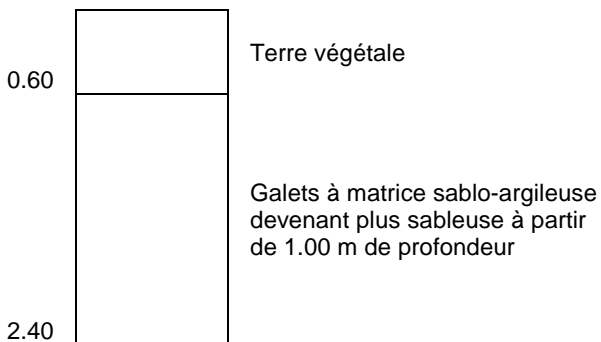 Terre végétale
0.60
Galets à matrice sablo-argileuse
devenant plus sableuse à partir
de 1.00 m de profondeur
2.40